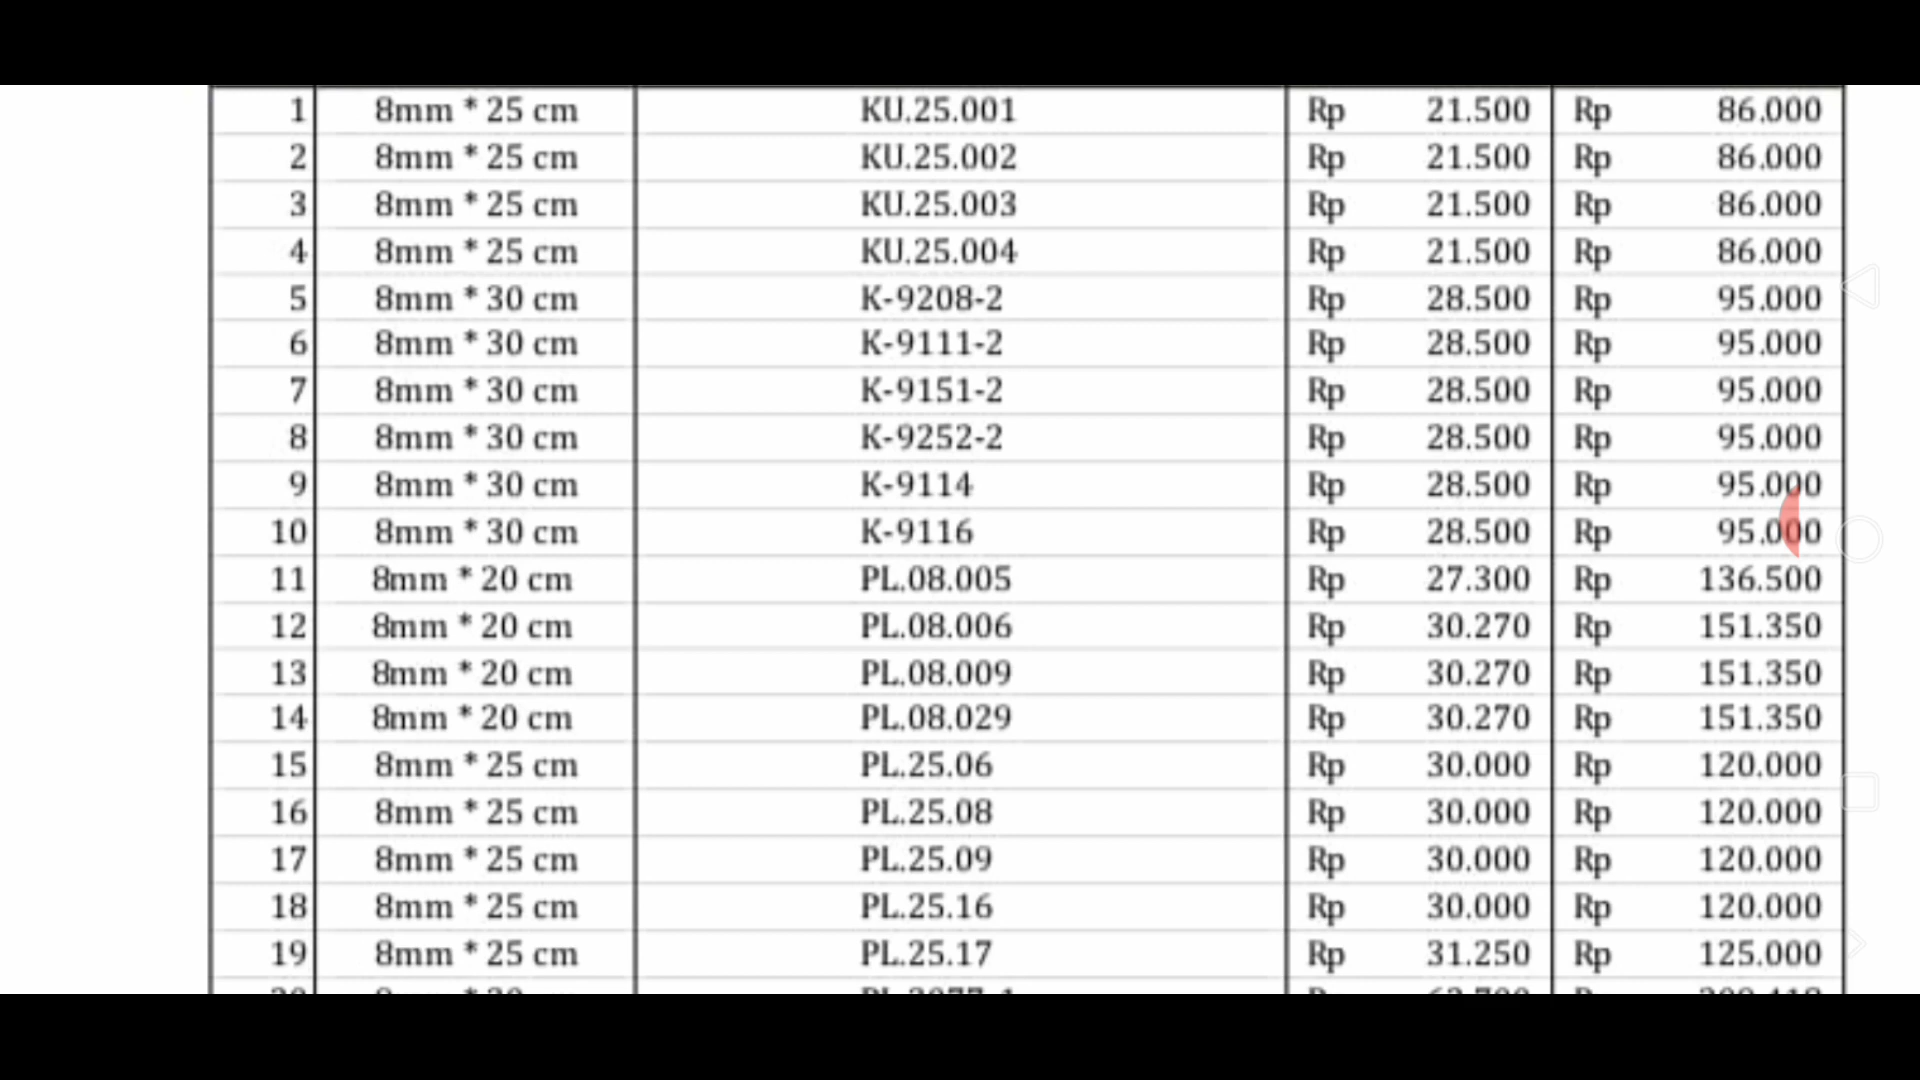 1 8mm * 25 cm KU.25.001 Rp 21.500 Rp 86.000
2 8mm * 25 cm KU.25.002 Rp 21.500 Rp 86.000
3 8mm * 25 cm KU.25.003 Rp 21.500 Rp 86.000
4 8mm * 25 cm KU.25.004 Rp 21.500 Rp 86.000
5 8mm * 30 cm K-9208-2 Rp 28.500 Rp 95.000
6 8mm * 30 cm K-9111-2 Rp 28.500 Rp 95.000
7 8mm * 30 cm K-9151-2 Rp 28.500 Rp 95.000
8 8mm * 30 cm K-9252-2 Rp 28.500 Rp 95.000
9 8mm * 30 cm K-9114 Rp 28.500 Rp 95.000
10 8mm * 30 cm K-9116 Rp 28.500 Rp 95.000
11 8mm * 20 cm PL.08.005 Rp 27.300 Rp 136.500
12 8mm * 20 cm PL.08.006 Rp 30.270 Rp 151.350
13 8mm * 20 cm PL.08.009 Rp 30.270 Rp 151.350
14 8mm * 20 cm PL.08.029 Rp 30.270 Rp 151.350
15 8mm * 25 cm PL.25.06 Rp 30.000 Rp 120.000
16 8mm * 25 cm PL.25.08 Rp 30.000 Rp 120.000
17 8mm * 25 cm PL.25.09 Rp 30.000 Rp 120.000
18 8mm * 25 cm PL.25.16 Rp 30.000 Rp 120.000
19 8mm * 25 cm PL.25.17 Rp 31.250 Rp 125.000